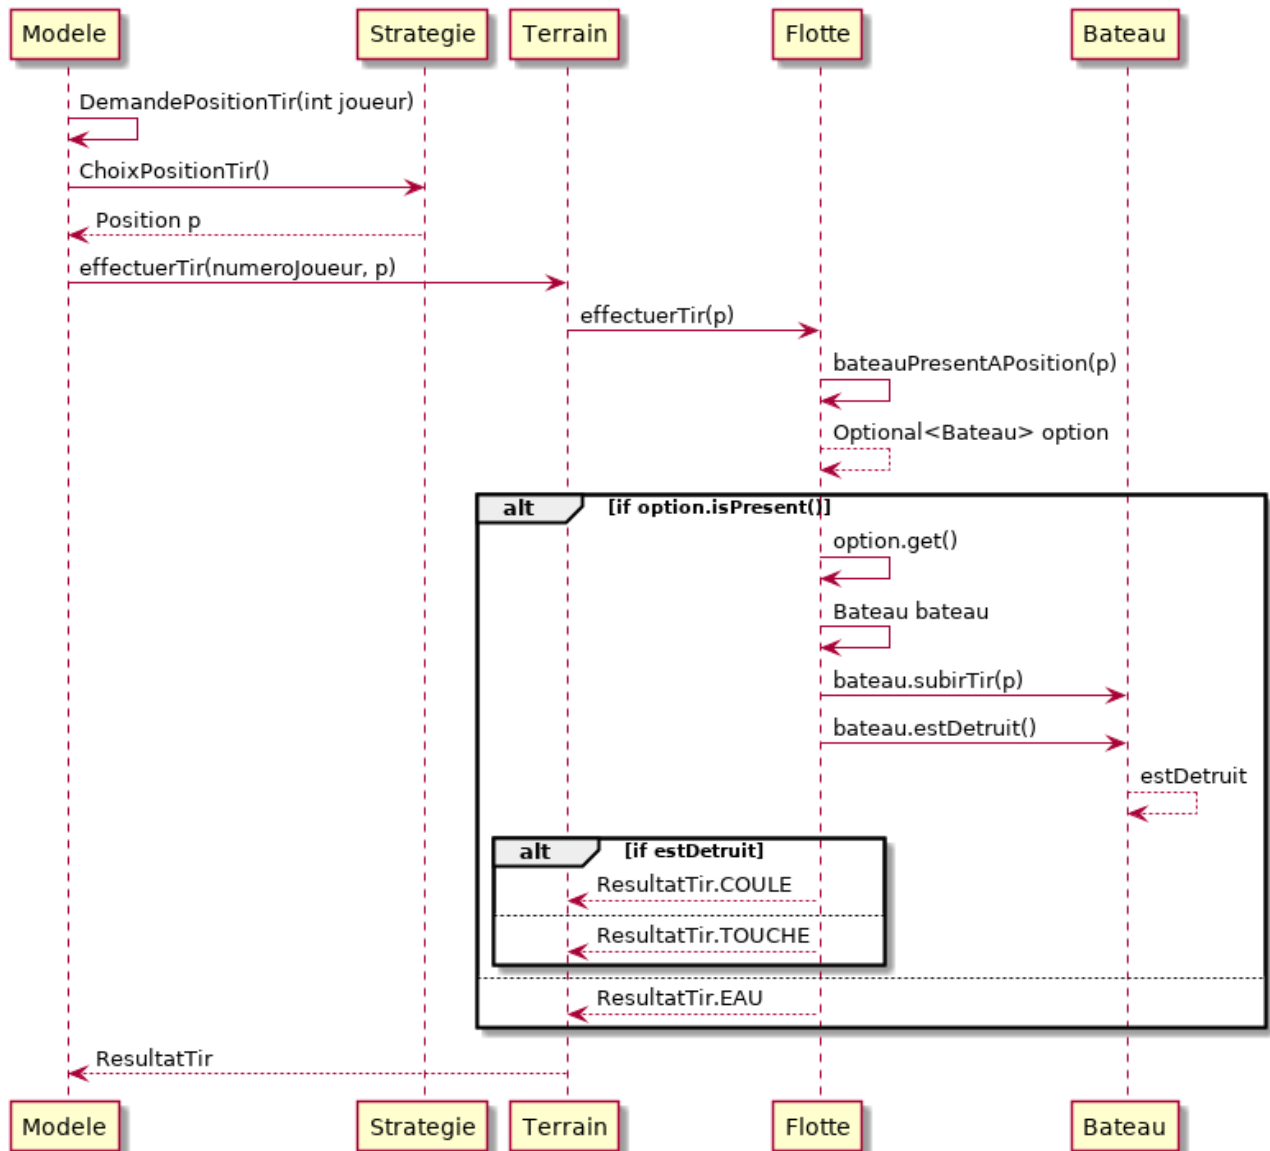 Modele Strategie Terrain Flotte Bateau
DemandePositionTir(int joueur)
ChoixPositionTir()
Position p
effectuerTir(numeroJoueur, p)
effectuerTir(p)
bateauPresentAPosition(p)
Optional<Bateau> option
alt [if option.isPresent()]
option.get()
Bateau bateau
bateau.subirTir(p)
bateau.estDetruit()
estDetruit
alt [if estDetruit]
ResultatTir.COULE
ResultatTir.TOUCHE
ResultatTir.EAU
ResultatTir
Modele Strategie Terrain Flotte Bateau